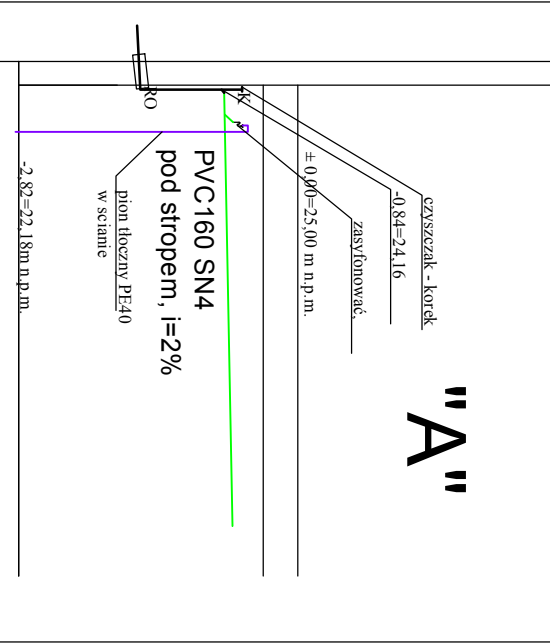 "A"
czyszczak - korek
-0,84=24,16
zasyfonować,
± 0,00=25,00 m n.p.m.
K
PVC160 SN4
pod stropem, i=2%
RO
pion tłoczny PE40
w scianie
-2,82=22,18m n.p.m.